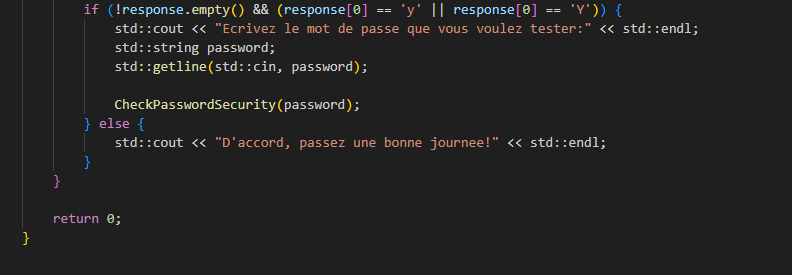 if (!response.empty() && (response[0] == 'y' || response[0] == 'Y')) {
std::cout << "Ecrivez le mot de passe que vous voulez tester:" << std::endl;
std::string password;
std::getline(std::cin, password);
CheckPasswordSecurity(password);
} else {
std::cout << "D'accord, passez une bonne journee!" << std::endl;
}
}
return 0;
}